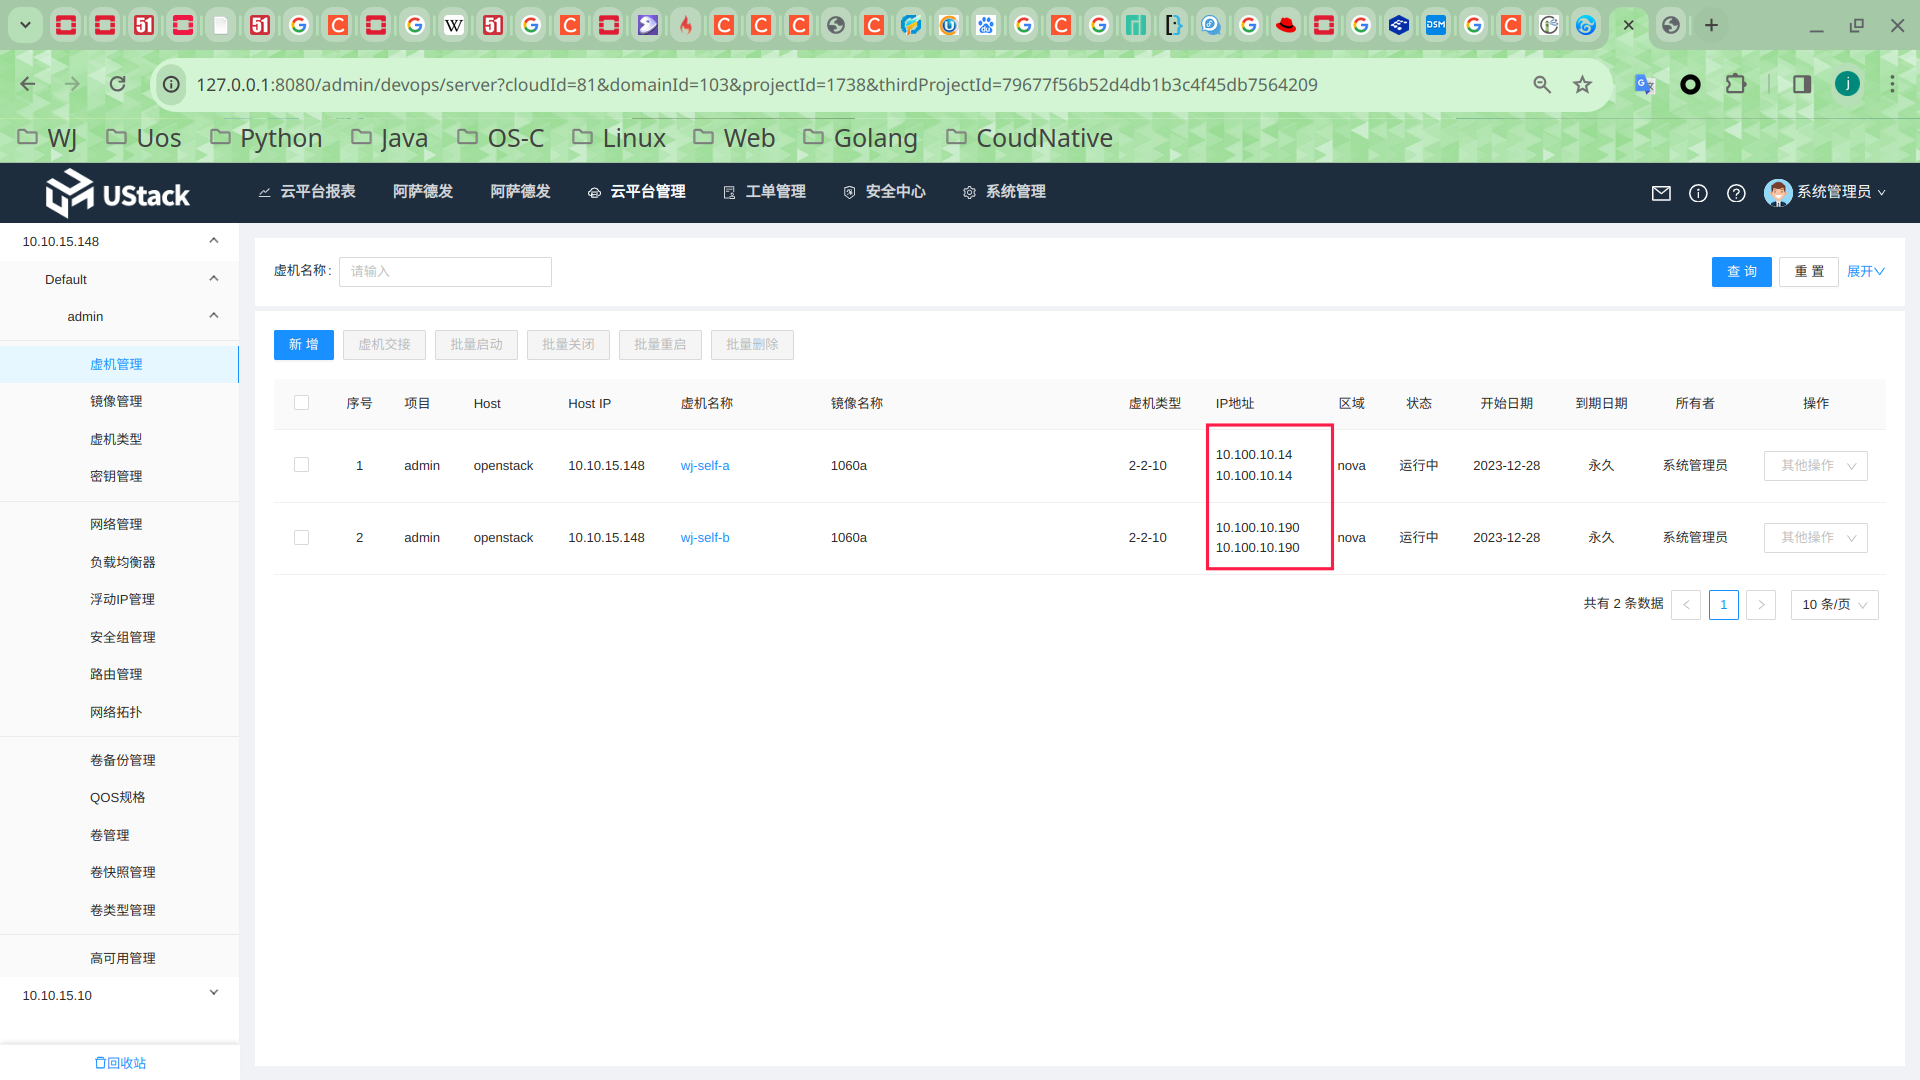 127.0.0.1:8080/admin/devops/server?cloudId=81&domainId=103&projectId=1738&thirdProjectId=79677f56b52d4db1b3c4f45db7564209
j
WJ Uos Python Java OS-C Linux Web Golang CoudNative
UStack 云平台报表 阿萨德发 阿萨德发 云平台管理 工单管理 安全中心 系统管理 系统管理员
10.10.15.148
Default
admin
虚机管理
镜像管理
虚机类型
密钥管理
网络管理
负载均衡器
浮动IP管理
安全组管理
路由管理
网络拓扑
卷备份管理
QOS规格
卷管理
卷快照管理
卷类型管理
高可用管理
10.10.15.10
回收站
虚机名称: 请输入 查 询 重 置 展开
新 增 虚机交接 批量启动 批量关闭 批量重启 批量删除
序号 项目 Host Host IP 虚机名称 镜像名称 虚机类型 IP地址 区域 状态 开始日期 到期日期 所有者 操作
1 admin openstack 10.10.15.148 wj-self-a 1060a 2-2-10 10.100.10.14 10.100.10.14 nova 运行中 2023-12-28 永久 系统管理员 其他操作
2 admin openstack 10.10.15.148 wj-self-b 1060a 2-2-10 10.100.10.190 10.100.10.190 nova 运行中 2023-12-28 永久 系统管理员 其他操作
共有 2 条数据 1 10 条/页